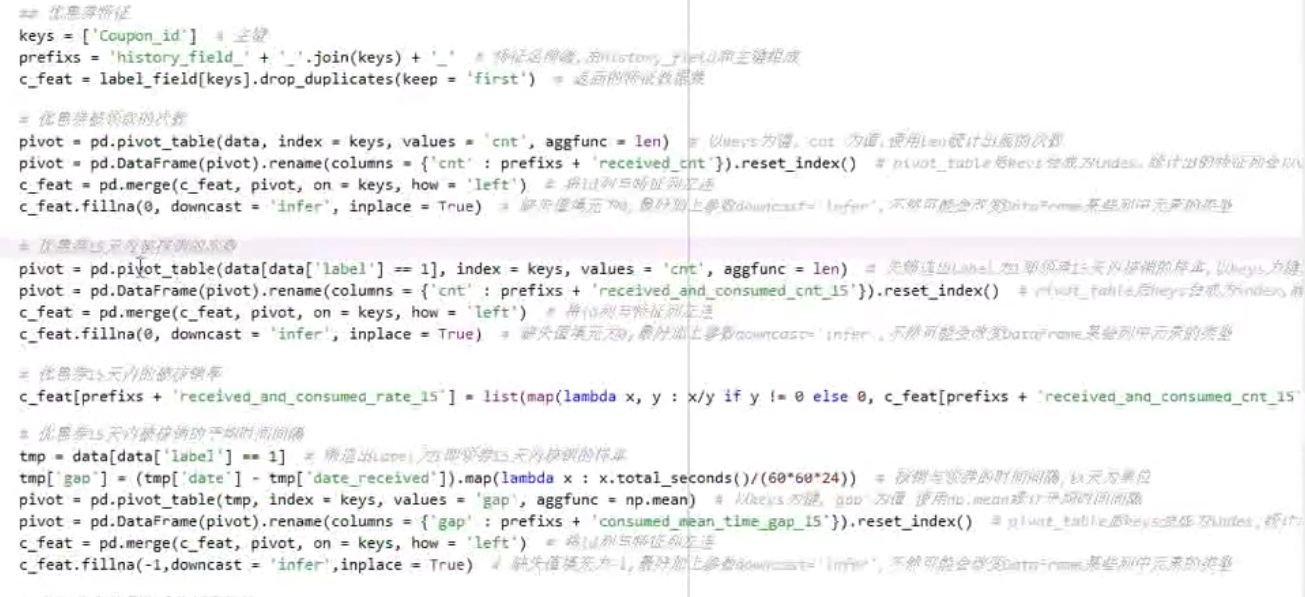 ## 优惠券特征
keys = ['Coupon_id'] # 主键
prefixs = 'history_field_' + '_'.join(keys) + '_' # 特征名前缀,由history_field和主键组成
c_feat = label_field[keys].drop_duplicates(keep = 'first') # 返回的特征数据集
# 优惠券被领取的次数
pivot = pd.pivot_table(data, index = keys, values = 'cnt', aggfunc = len) # 以keys为键, cnt 为值,使用len统计出现的次数
pivot = pd.DataFrame(pivot).rename(columns = {'cnt' : prefixs + 'received_cnt'}).reset_index() # pivot_table后keys会成为index,统计出的特征列会以
c_feat = pd.merge(c_feat, pivot, on = keys, how = 'left') # 将id列与特征列左连
c_feat.fillna(0, downcast = 'infer', inplace = True) # 缺失值填充为0,最好加上参数downcast='infer',不然可能会改变DataFrame某些列中元素的类型
# 优惠券15天内被核销的次数
pivot = pd.pivot_table(data[data['label'] == 1], index = keys, values = 'cnt', aggfunc = len) # 先筛选出label为1即领券15天内核销的样本,以keys为键
pivot = pd.DataFrame(pivot).rename(columns = {'cnt' : prefixs + 'received_and_consumed_cnt_15'}).reset_index() # pivot_table后keys会成为index,
c_feat = pd.merge(c_feat, pivot, on = keys, how = 'left') # 将id列与特征列左连
c_feat.fillna(0, downcast = 'infer', inplace = True) # 缺失值填充为0,最好加上参数downcast='infer',不然可能会改变DataFrame某些列中元素的类型
# 优惠券15天内的被核销率
c_feat[prefixs + 'received_and_consumed_rate_15'] = list(map(lambda x, y : x/y if y != 0 else 0, c_feat[prefixs + 'received_and_consumed_cnt_15'
# 优惠券15天内被核销的平均时间间隔
tmp = data[data['label'] == 1] # 筛选出label为1即领券15天内核销的样本
tmp['gap'] = (tmp['date'] - tmp['date_received']).map(lambda x : x.total_seconds()/(60*60*24)) # 核销与领券的时间间隔,以天为单位
pivot = pd.pivot_table(tmp, index = keys, values = 'gap', aggfunc = np.mean) # 以keys为键, gap 为值 使用np.mean统计平均时间间隔
pivot = pd.DataFrame(pivot).rename(columns = {'gap' : prefixs + 'consumed_mean_time_gap_15'}).reset_index() # pivot_table后keys会成为index,统计
c_feat = pd.merge(c_feat, pivot, on = keys, how = 'left') # 将id列与特征列左连
c_feat.fillna(-1,downcast = 'infer',inplace = True) # 缺失值填充为-1,最好加上参数downcast='infer',不然可能会改变DataFrame某些列中元素的类型